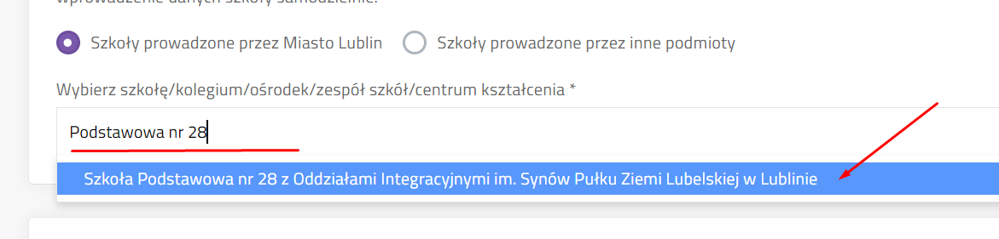 wprowadzenie danych szkoły samodzielnie.
Szkoły prowadzone przez Miasto Lublin
Szkoły prowadzone przez inne podmioty
Wybierz szkołę/kolegium/ośrodek/zespół szkół/centrum kształcenia *
Podstawowa nr 28
Szkoła Podstawowa nr 28 z Oddziałami Integracyjnymi im. Synów Pułku Ziemi Lubelskiej w Lublinie